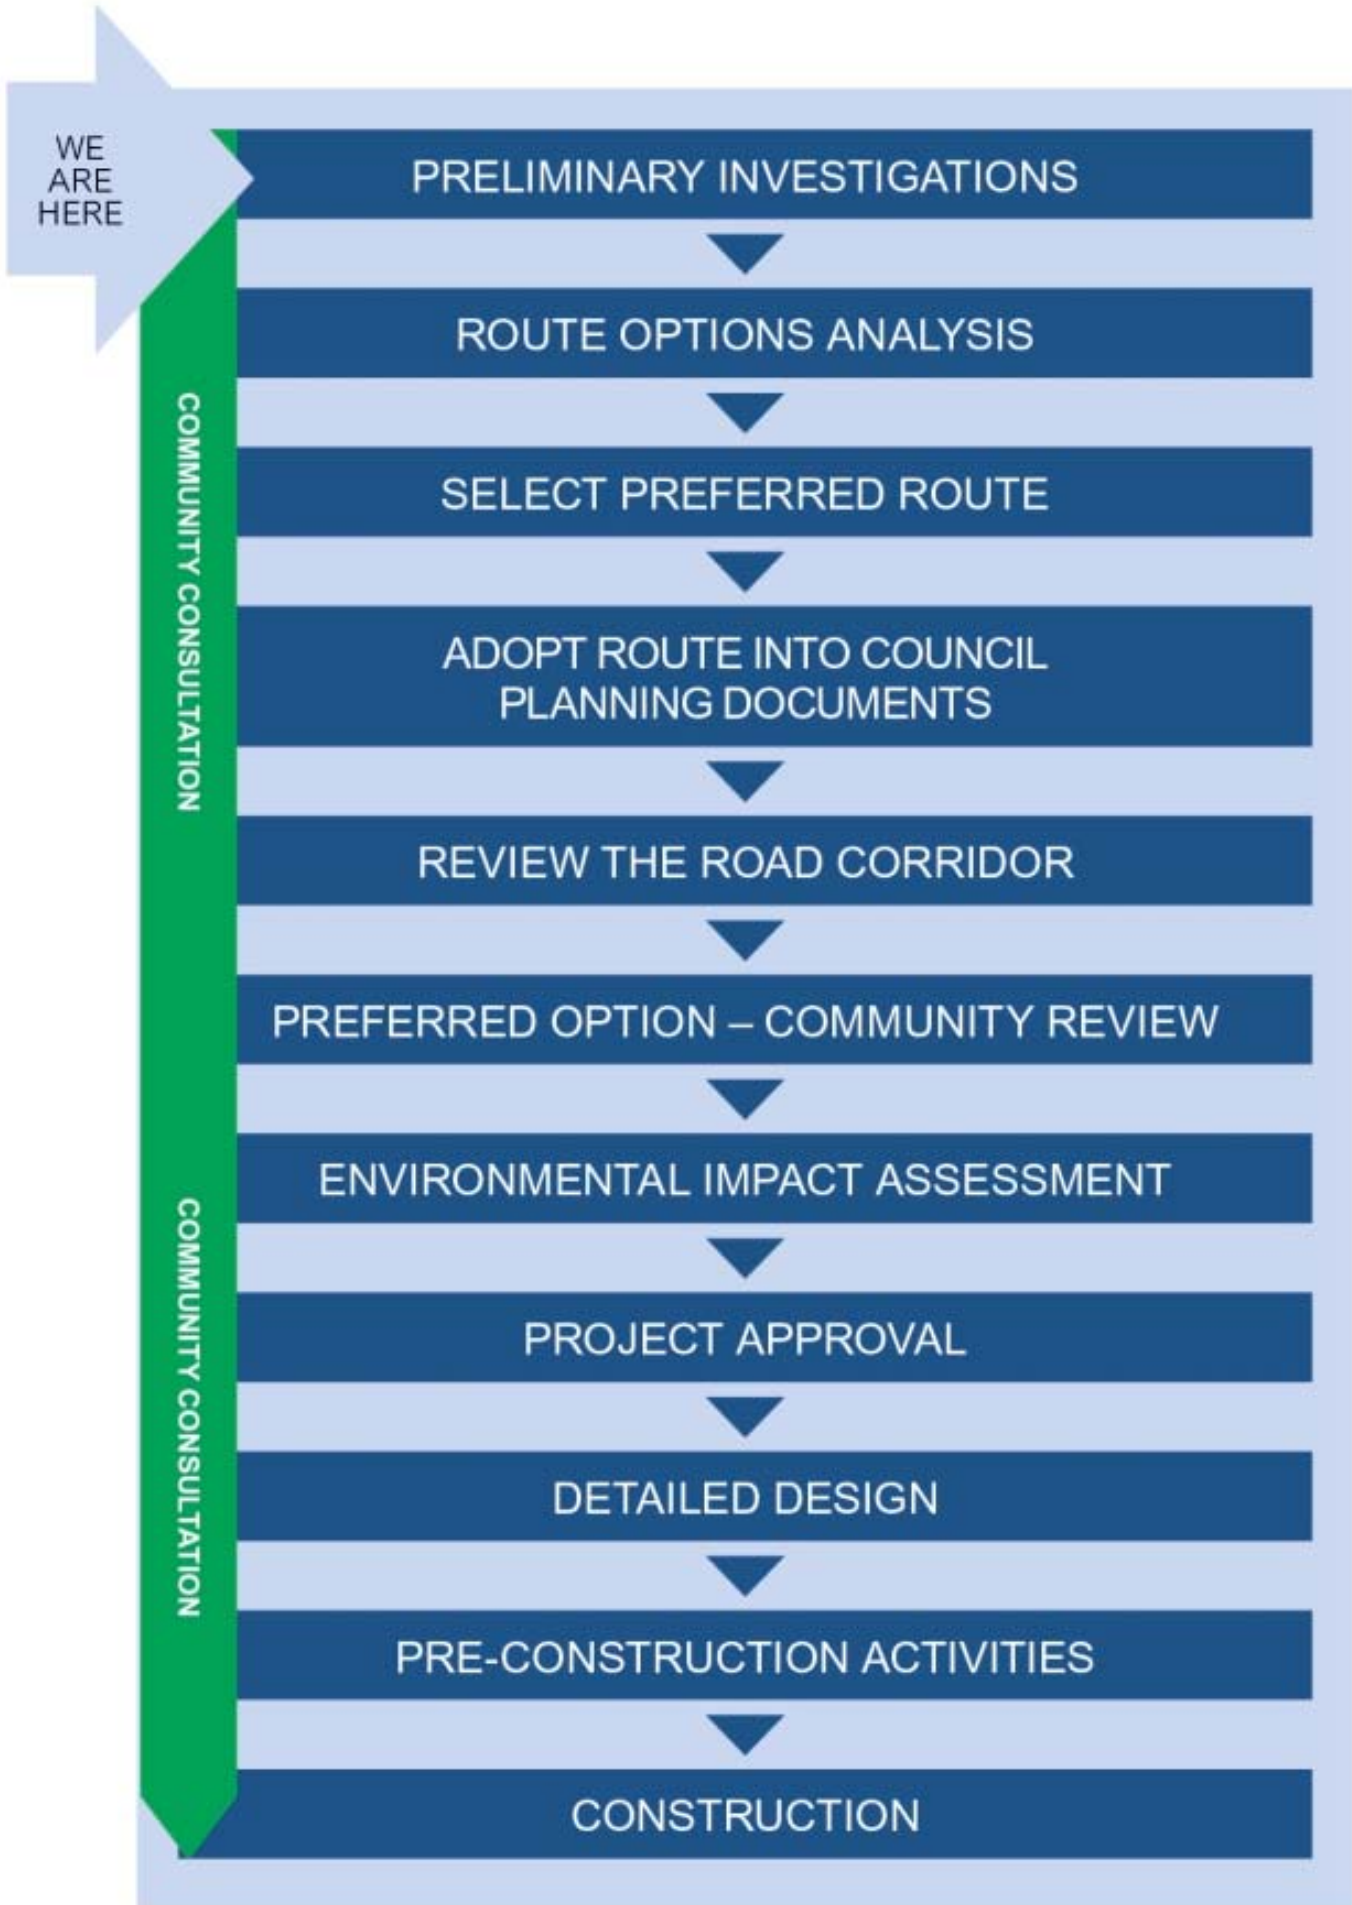 WE
ARE
HERE
PRELIMINARY INVESTIGATIONS
ROUTE OPTIONS ANALYSIS
SELECT PREFERRED ROUTE
ADOPT ROUTE INTO COUNCIL
PLANNING DOCUMENTS
REVIEW THE ROAD CORRIDOR
PREFERRED OPTION – COMMUNITY REVIEW
ENVIRONMENTAL IMPACT ASSESSMENT
PROJECT APPROVAL
DETAILED DESIGN
PRE-CONSTRUCTION ACTIVITIES
CONSTRUCTION
COMMUNITY CONSULTATION
COMMUNITY CONSULTATION